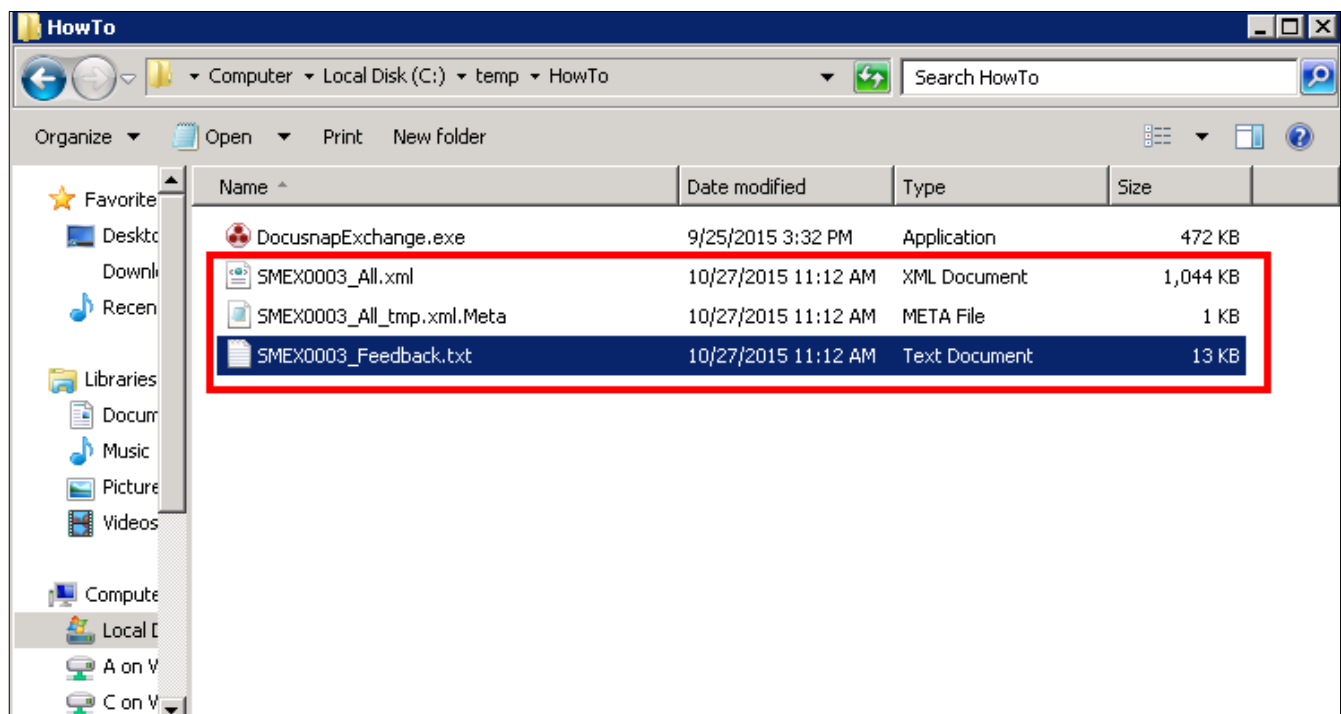 HowTo
Computer Local Disk (C:) temp HowTo Search HowTo
Organize Open Print New folder
Name Date modified Type Size
Favorite
Deskto
Downl
Recen
Libraries
Docum
Music
Picture
Videos
Compute
Local D
A on V
C on V
DocusnapExchange.exe 9/25/2015 3:32 PM Application 472 KB
SMEX0003_All.xml 10/27/2015 11:12 AM XML Document 1,044 KB
SMEX0003_All_tmp.xml.Meta 10/27/2015 11:12 AM META File 1 KB
SMEX0003_Feedback.txt 10/27/2015 11:12 AM Text Document 13 KB